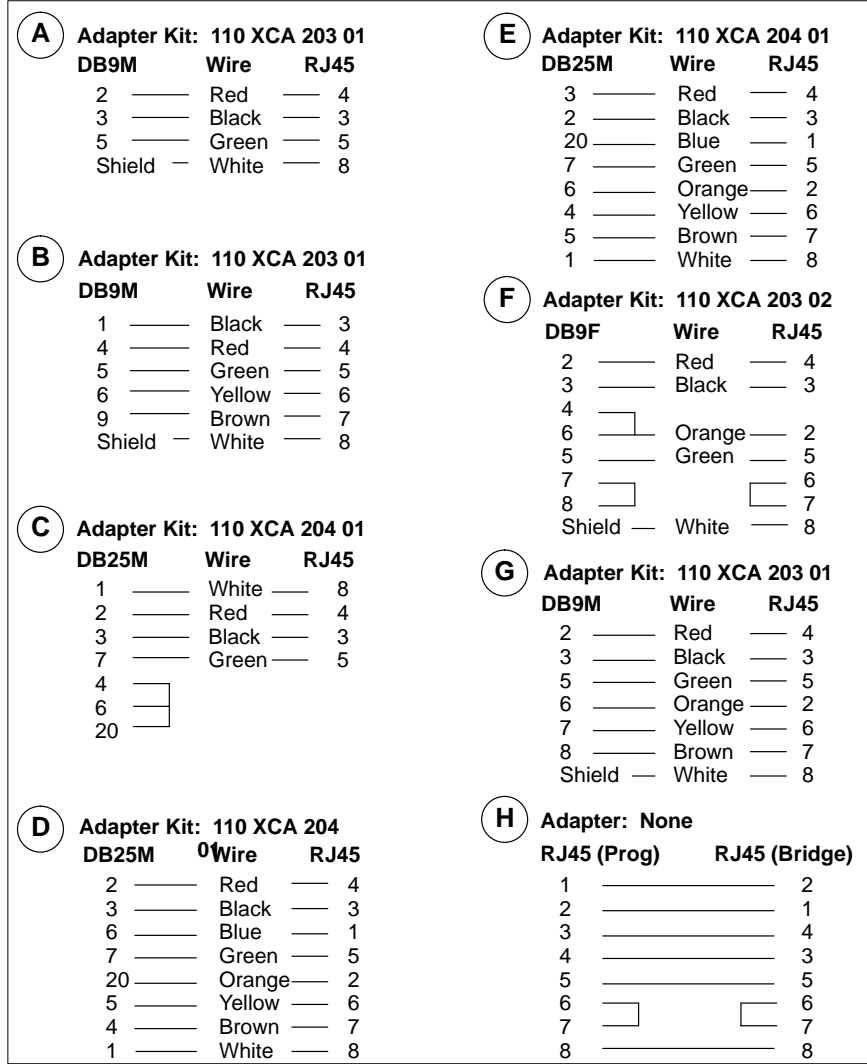 A
Adapter Kit: 110 XCA 203 01
DB9M Wire RJ45
2 Red 4
3 Black 3
5 Green 5
Shield White 8
B
Adapter Kit: 110 XCA 203 01
DB9M Wire RJ45
1 Black 3
4 Red 4
5 Green 5
6 Yellow 6
9 Brown 7
Shield White 8
C
Adapter Kit: 110 XCA 204 01
DB25M Wire RJ45
1 White 8
2 Red 4
3 Black 3
7 Green 5
4
6
20
D
Adapter Kit: 110 XCA 204
01
DB25M Wire RJ45
2 Red 4
3 Black 3
6 Blue 1
7 Green 5
20 Orange 2
5 Yellow 6
4 Brown 7
1 White 8
E
Adapter Kit: 110 XCA 204 01
DB25M Wire RJ45
3 Red 4
2 Black 3
20 Blue 1
7 Green 5
6 Orange 2
4 Yellow 6
5 Brown 7
1 White 8
F
Adapter Kit: 110 XCA 203 02
DB9F Wire RJ45
2 Red 4
3 Black 3
4
6 Orange 2
5 Green 5
7 6
8 7
Shield White 8
G
Adapter Kit: 110 XCA 203 01
DB9M Wire RJ45
2 Red 4
3 Black 3
5 Green 5
6 Orange 2
7 Yellow 6
8 Brown 7
Shield White 8
H
Adapter: None
RJ45 (Prog) RJ45 (Bridge)
1 2
2 1
3 4
4 3
5 5
6 6
7 7
8 8